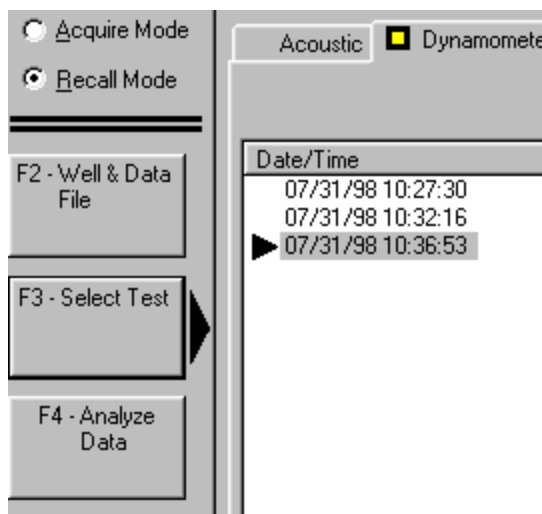 Acquire Mode
Recall Mode
F2 - Well & Data
File
F3 - Select Test
F4 - Analyze
Data
Acoustic
Dynamomete
Date/Time
07/31/98 10:27:30
07/31/98 10:32:16
07/31/98 10:36:53